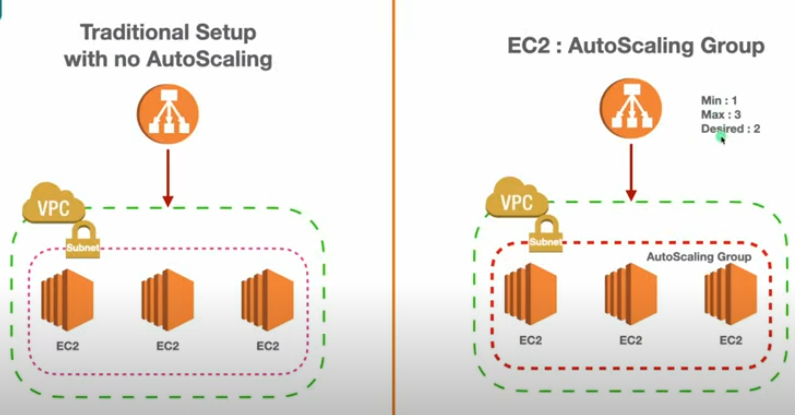 Traditional Setup
with no AutoScaling
VPC
Subnet
EC2
EC2
EC2
EC2 : AutoScaling Group
Min : 1
Max : 3
Desired : 2
VPC
Subnet
AutoScaling Group
EC2
EC2
EC2